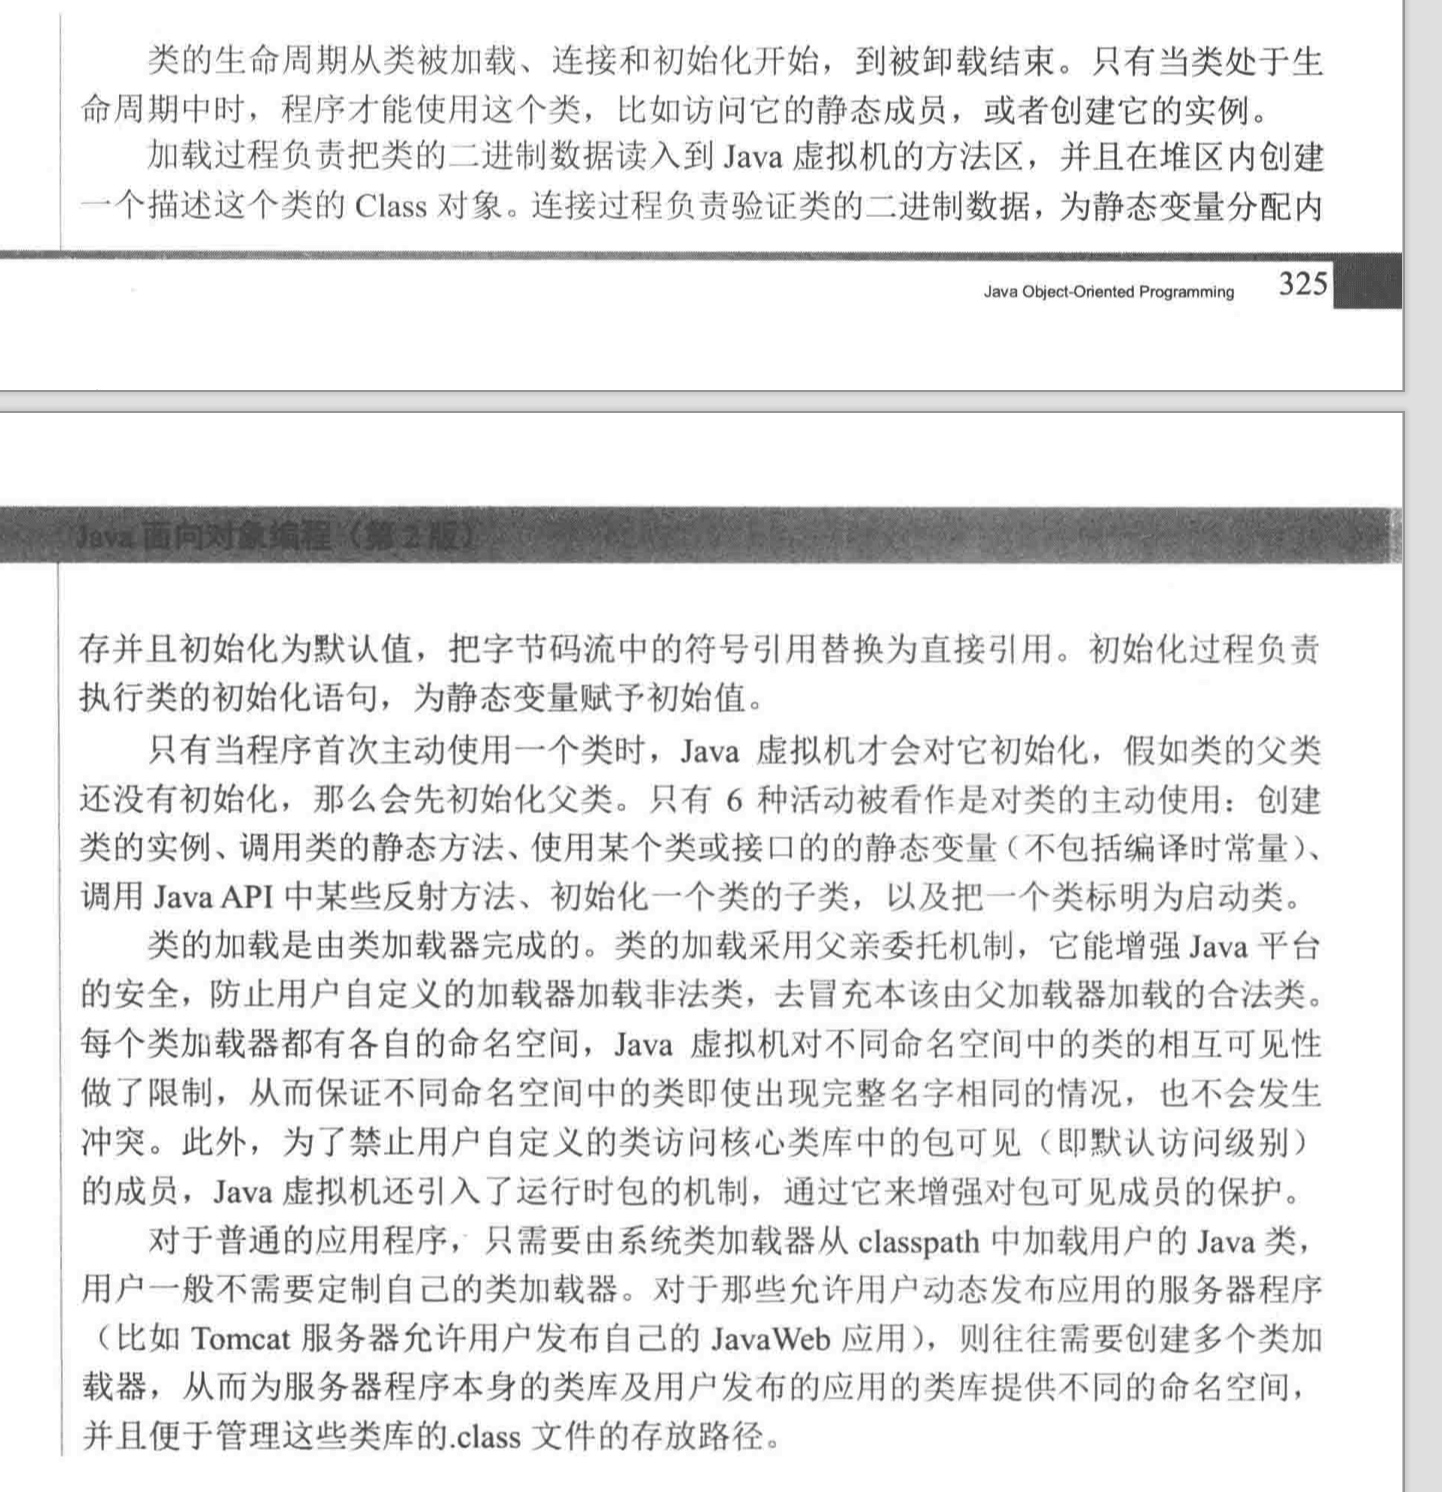 类的生命周期从类被加载、连接和初始化开始，到被卸载结束。只有当类处于生
命周期中时，程序才能使用这个类，比如访问它的静态成员，或者创建它的实例。
加载过程负责把类的二进制数据读入到 Java 虚拟机的方法区，并且在堆区内创建
一个描述这个类的 Class 对象。连接过程负责验证类的二进制数据，为静态变量分配内
Java Object-Oriented Programming 325
Java 面向对象编程（第 2 版）
存并且初始化为默认值，把字节码流中的符号引用替换为直接引用。初始化过程负责
执行类的初始化语句，为静态变量赋予初始值。
只有当程序首次主动使用一个类时，Java 虚拟机才会对它初始化，假如类的父类
还没有初始化，那么会先初始化父类。只有 6 种活动被看作是对类的主动使用：创建
类的实例、调用类的静态方法、使用某个类或接口的的静态变量（不包括编译时常量）、
调用 Java API 中某些反射方法、初始化一个类的子类，以及把一个类标明为启动类。
类的加载是由类加载器完成的。类的加载采用父亲委托机制，它能增强 Java 平台
的安全，防止用户自定义的加载器加载非法类，去冒充本该由父加载器加载的合法类。
每个类加载器都有各自的命名空间，Java 虚拟机对不同命名空间中的类的相互可见性
做了限制，从而保证不同命名空间中的类即使出现完整名字相同的情况，也不会发生
冲突。此外，为了禁止用户自定义的类访问核心类库中的包可见（即默认访问级别）
的成员，Java 虚拟机还引入了运行时包的机制，通过它来增强对包可见成员的保护。
对于普通的应用程序，只需要由系统类加载器从 classpath 中加载用户的 Java 类，
用户一般不需要定制自己的类加载器。对于那些允许用户动态发布应用的服务器程序
（比如 Tomcat 服务器允许用户发布自己的 JavaWeb 应用），则往往需要创建多个类加
载器，从而为服务器程序本身的类库及用户发布的应用的类库提供不同的命名空间，
并且便于管理这些类库的.class 文件的存放路径。